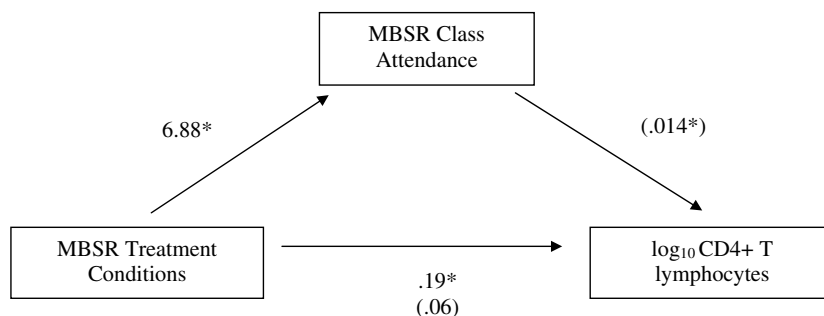 MBSR Class
Attendance
6.88*
(.014*)
MBSR Treatment
Conditions
.19*
(.06)
log₁₀ CD4+ T
lymphocytes